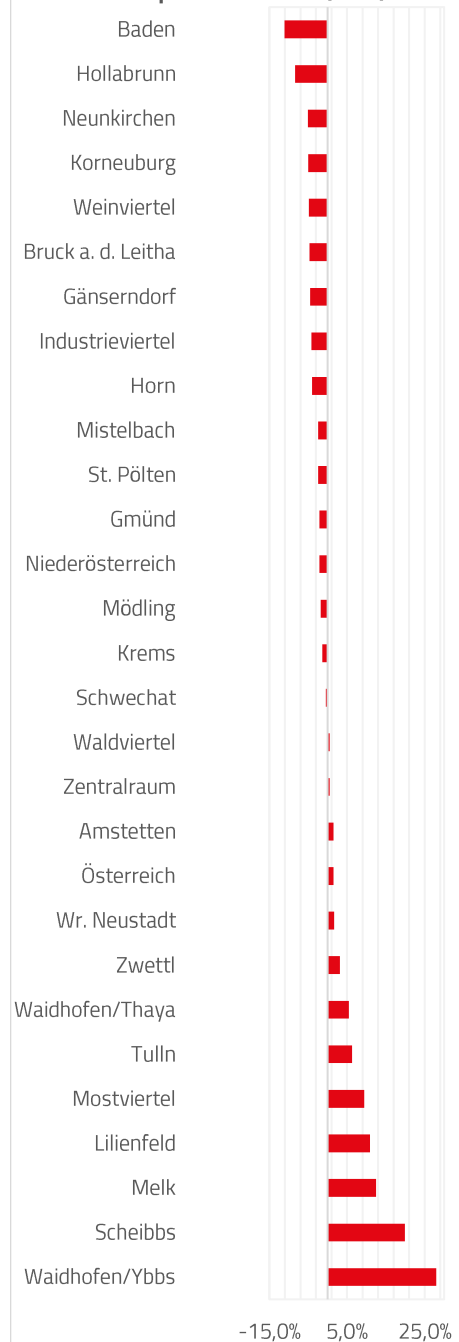 Baden
Hollabrunn
Neunkirchen
Korneuburg
Weinviertel
Bruck a. d. Leitha
Gänserndorf
Industrieviertel
Horn
Mistelbach
St. Pölten
Gmünd
Niederösterreich
Mödling
Krems
Schwechat
Waldviertel
Zentralraum
Amstetten
Österreich
Wr. Neustadt
Zwettl
Waidhofen/Thaya
Tulln
Mostviertel
Lilienfeld
Melk
Scheibbs
Waidhofen/Ybbs
-15,0% 5,0% 25,0%